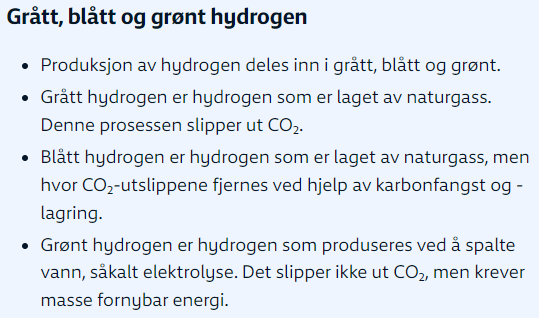 Grått, blått og grønt hydrogen
• Produksjon av hydrogen deles inn i grått, blått og grønt.
• Grått hydrogen er hydrogen som er laget av naturgass.
Denne prosessen slipper ut CO₂.
• Blått hydrogen er hydrogen som er laget av naturgass, men
hvor CO₂-utslippene fjernes ved hjelp av karbonfangst og -
lagring.
• Grønt hydrogen er hydrogen som produseres ved å spalte
vann, såkalt elektrolyse. Det slipper ikke ut CO₂, men krever
masse fornybar energi.